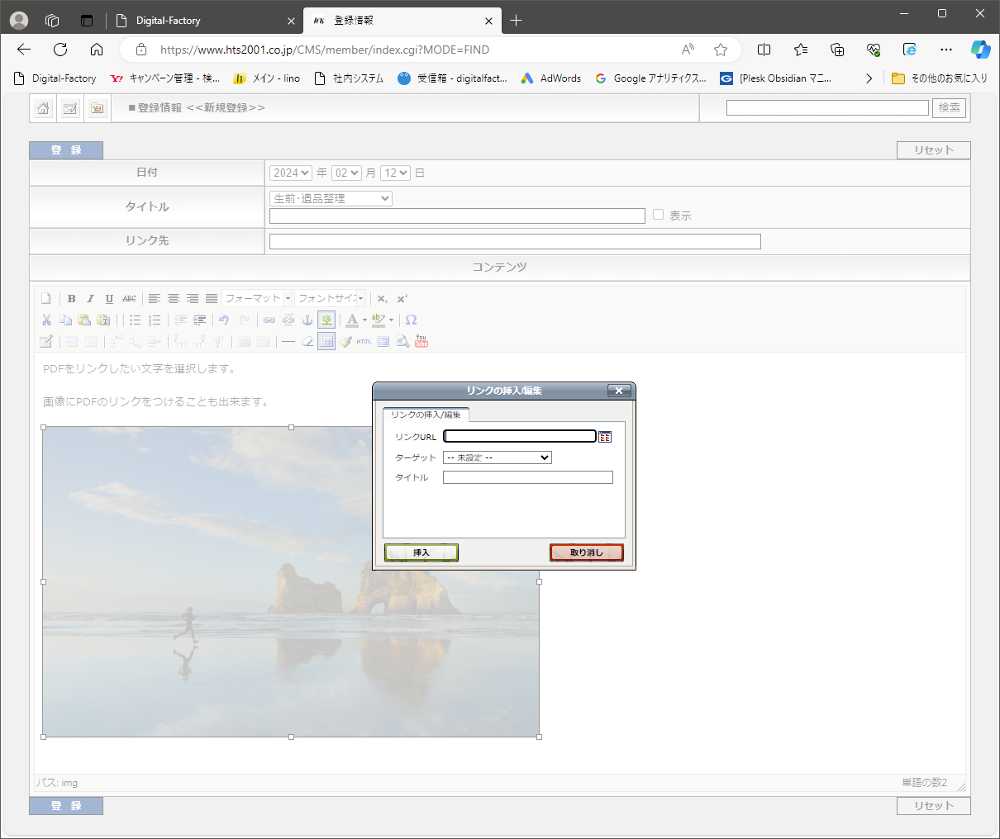 Digital-Factory
登録情報
https://www.hts2001.co.jp/CMS/member/index.cgi?MODE=FIND
Digital-Factory
キャンペーン管理 - 検...
メイン - lino
社内システム
受信箱 - digitalfact...
AdWords
Google アナリティクス...
[Plesk Obsidian マニ...
その他のお気に入り
■登録情報 <<新規登録>>
検索
登 録
リセット
日付
2024 年 02 月 12 日
タイトル
生前・遺品整理
表示
リンク先
コンテンツ
B I U ABC フォーマット フォントサイズ
HTML
You Tube
PDFをリンクしたい文字を選択します。
画像にPDFのリンクをつけることも出来ます。
リンクの挿入/編集
リンクの挿入/編集
リンクURL
ターゲット
-- 未設定 --
タイトル
挿入
取り消し
パス: img
単語の数2
登 録
リセット